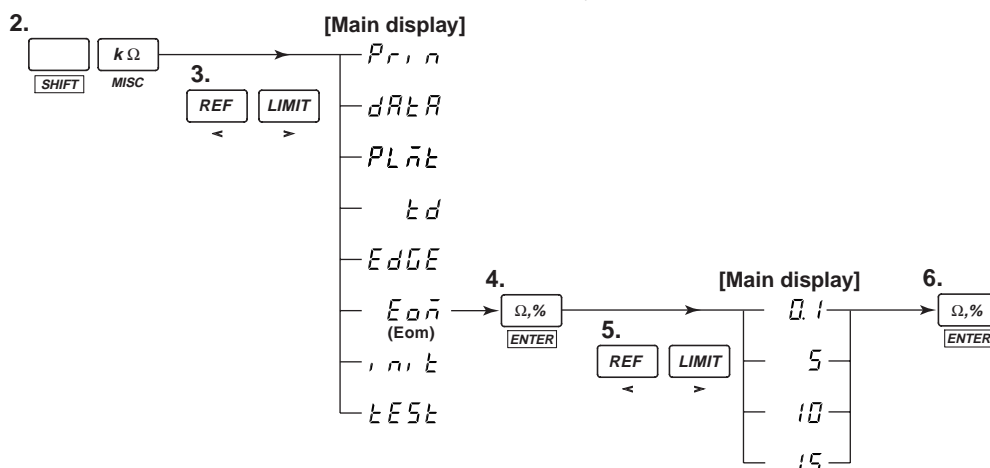 2.
[Main display]
kΩ
SHIFT
MISC
3.
REF
LIMIT
<
>
Prin
dAtA
PLmt
td
EdGE
Eom
(Eom)
init
tESt
4.
Ω,%
ENTER
5.
REF
LIMIT
<
>
[Main display]
0.1
5
10
15
6.
Ω,%
ENTER